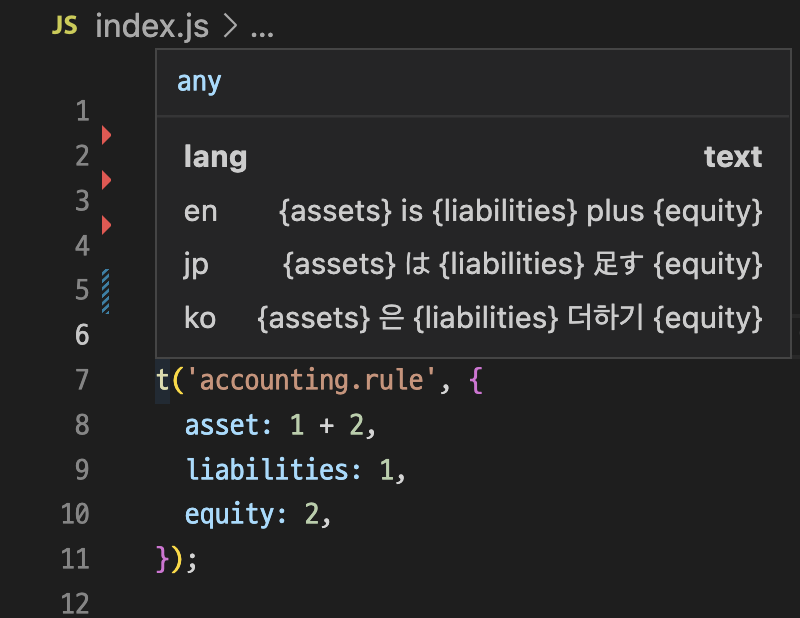 JS index.js > ...
any
lang text
en {assets} is {liabilities} plus {equity}
jp {assets} は {liabilities} 足す {equity}
ko {assets} 은 {liabilities} 더하기 {equity}
1
2
3
4
5
6
7 t('accounting.rule', {
8 asset: 1 + 2,
9 liabilities: 1,
10 equity: 2,
11 });
12